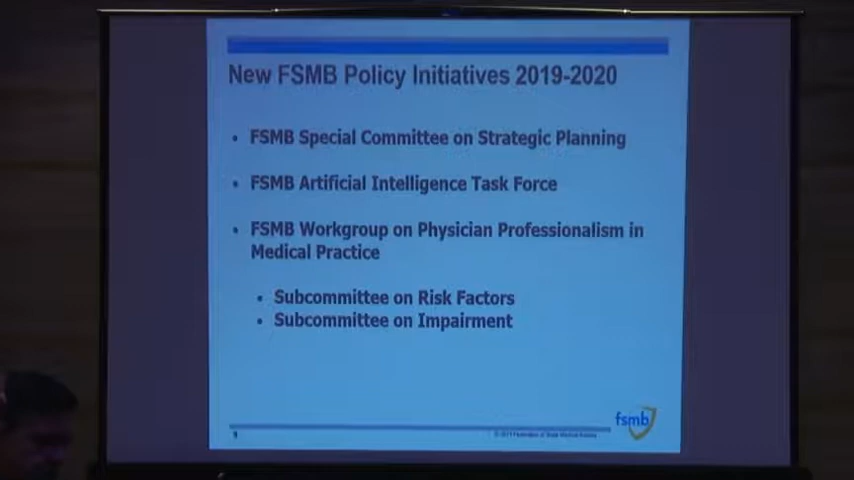 New FSMB Policy Initiatives 2019-2020
• FSMB Special Committee on Strategic Planning
• FSMB Artificial Intelligence Task Force
• FSMB Workgroup on Physician Professionalism in
Medical Practice
• Subcommittee on Risk Factors
• Subcommittee on Impairment
fsmb